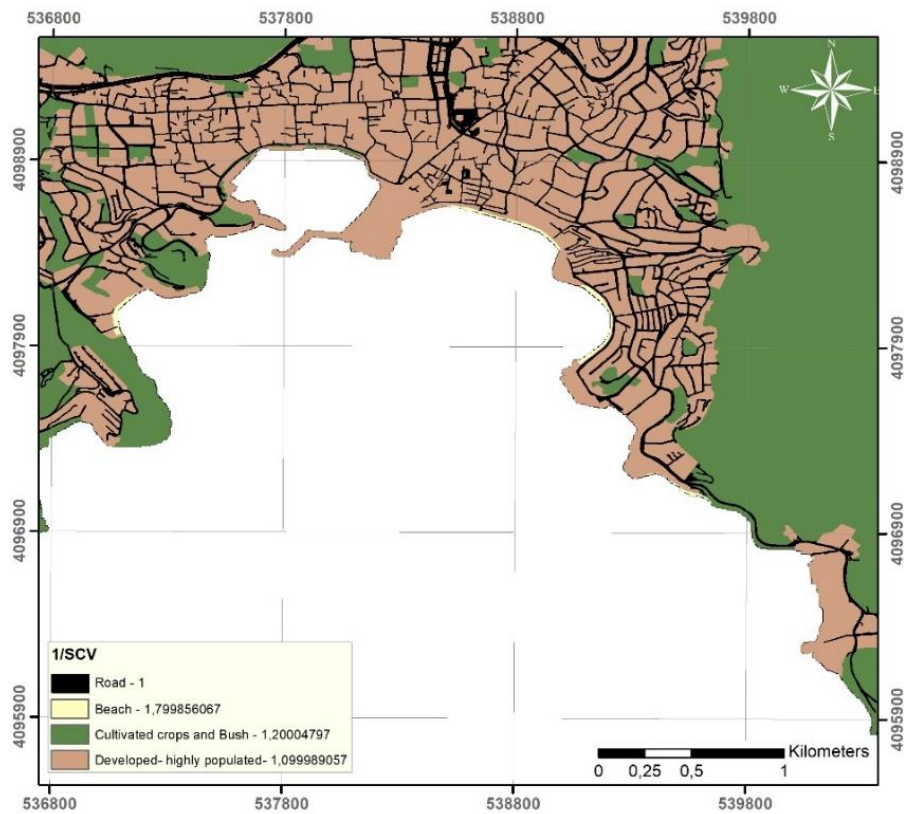 536800 537800 538800 539800
N
W E
S
4098900 4098900
4097900 4097900
4096900 4096900
4095900 4095900
1/SCV
Road - 1
Beach - 1,799856067
Cultivated crops and Bush - 1,20004797
Developed- highly populated- 1,099989057
Kilometers
0 0,25 0,5 1
536800 537800 538800 539800